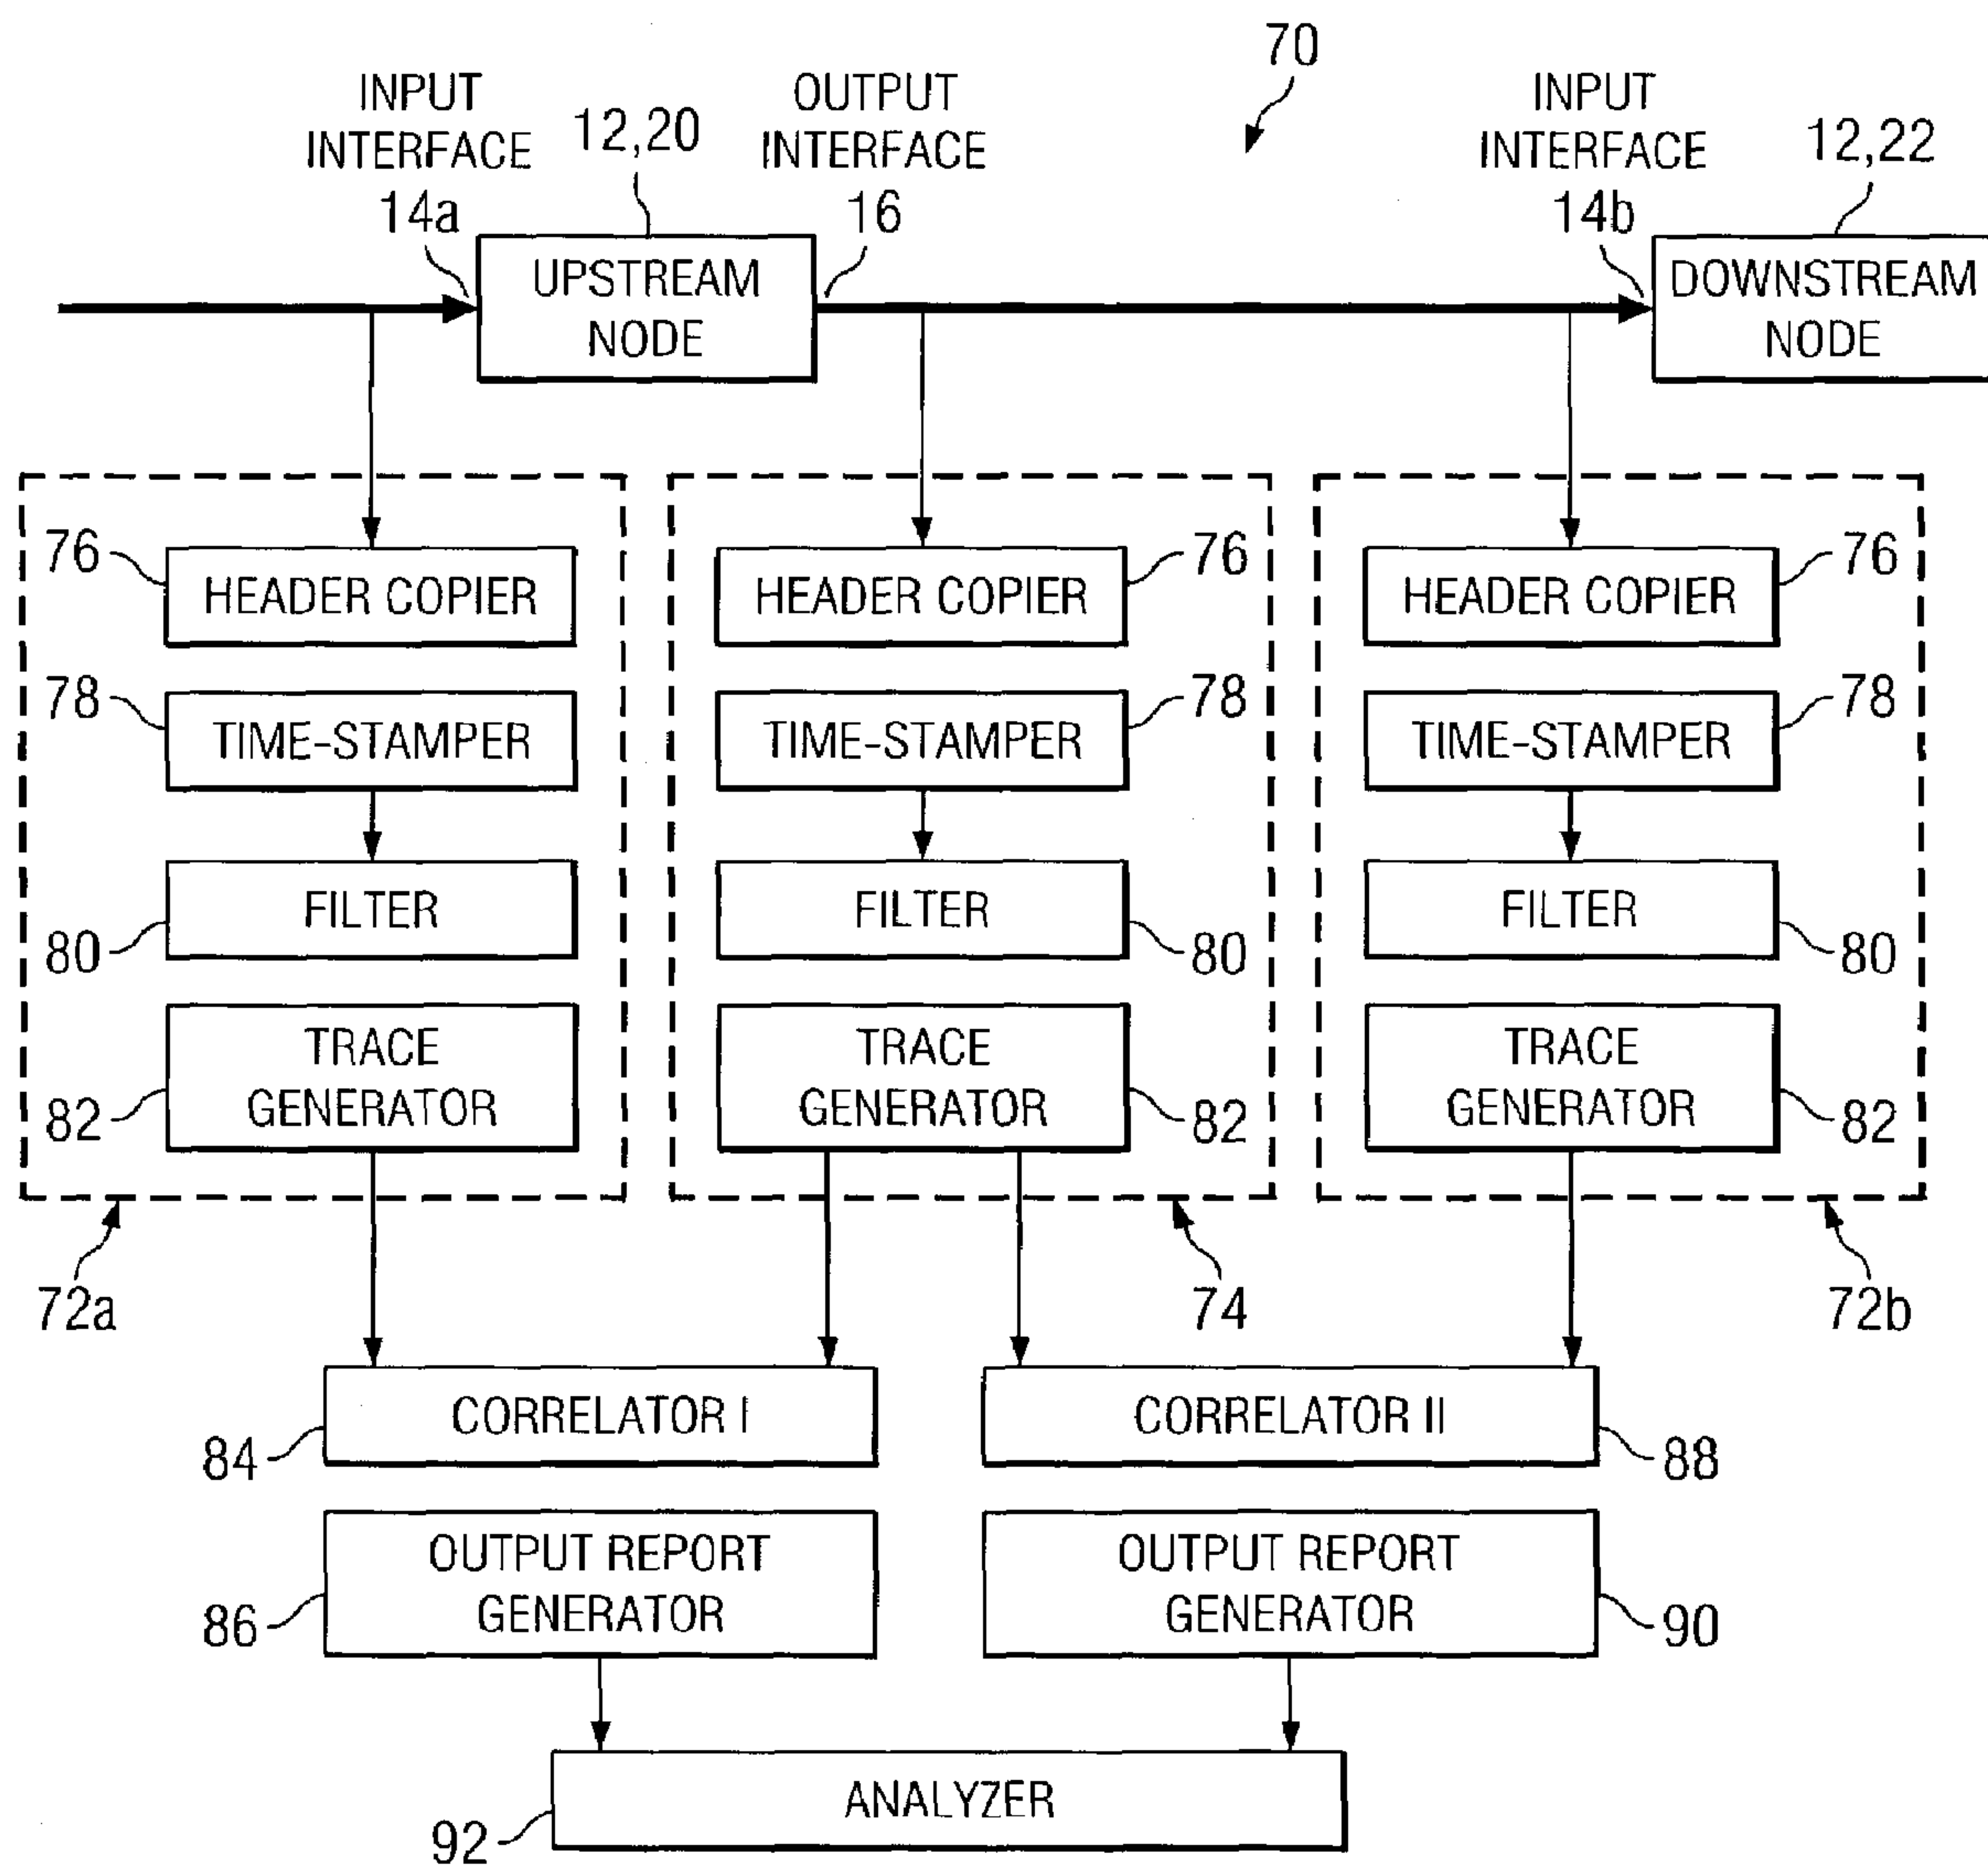 70
INPUT
INTERFACE
14a
12,20
OUTPUT
INTERFACE
16
INPUT
INTERFACE
14b
12,22
UPSTREAM
NODE
DOWNSTREAM
NODE
76
HEADER COPIER
HEADER COPIER
76
HEADER COPIER
76
78
TIME-STAMPER
TIME-STAMPER
78
TIME-STAMPER
78
FILTER
80
FILTER
80
FILTER
80
TRACE
GENERATOR
82
TRACE
GENERATOR
82
TRACE
GENERATOR
82
72a
74
72b
CORRELATOR I
84
CORRELATOR II
88
OUTPUT REPORT
GENERATOR
86
OUTPUT REPORT
GENERATOR
90
ANALYZER
92